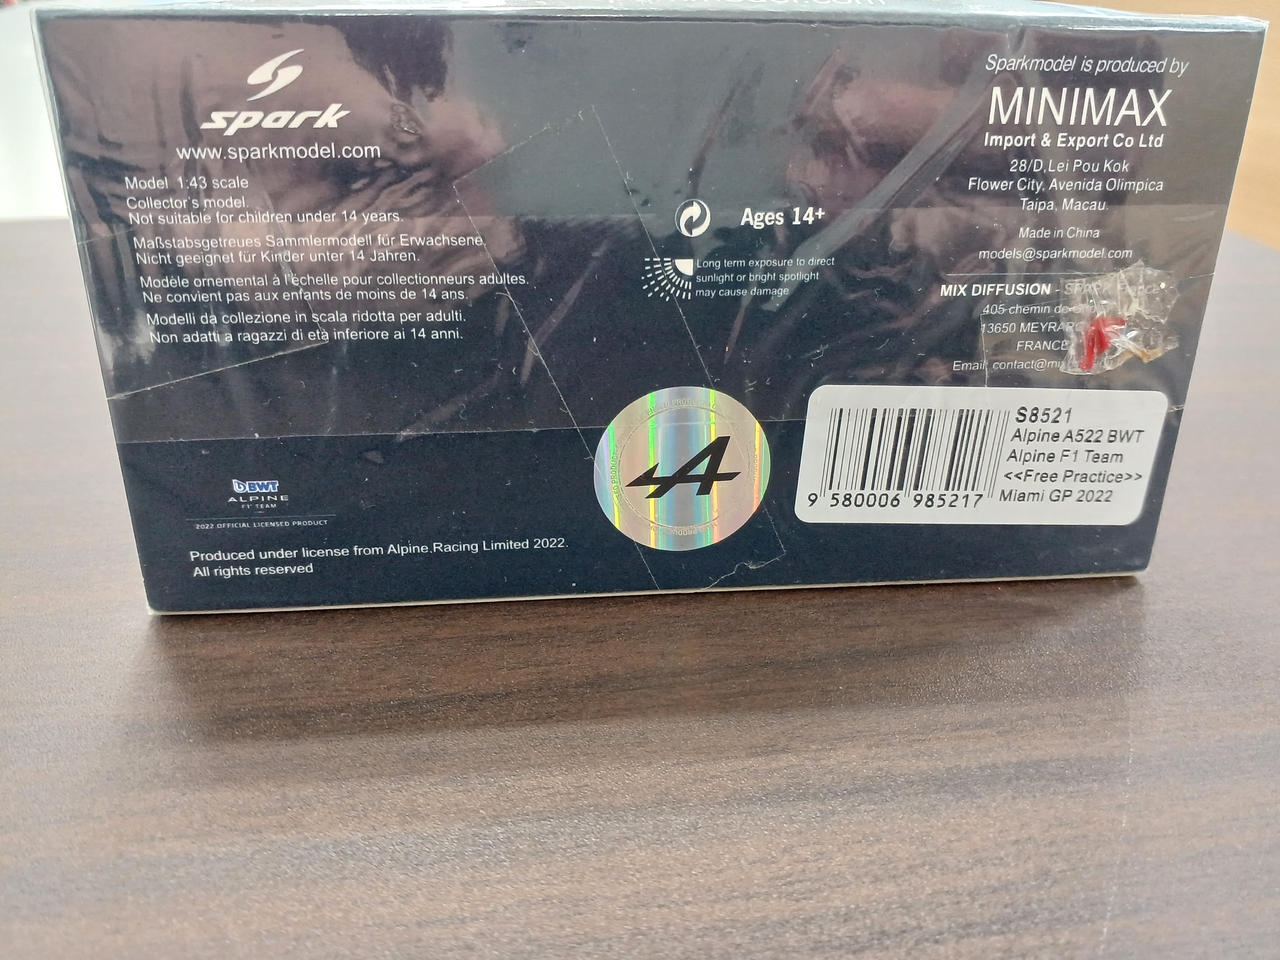 spark
www.sparkmodel.com
Model 1:43 scale
Collector's model.
Not suitable for children under 14 years.
Maßstabsgetreues Sammlermodell für Erwachsene.
Nicht geeignet für Kinder unter 14 Jahren.
Modèle ornemental à l'échelle pour collectionneurs adultes.
Ne convient pas aux enfants de moins de 14 ans.
Modelli da collezione in scala ridotta per adulti.
Non adatti a ragazzi di età inferiore ai 14 anni.
BWT
ALPINE
F1 TEAM
2022 OFFICIAL LICENSED PRODUCT
Produced under license from Alpine Racing Limited 2022.
All rights reserved
Ages 14+
Long term exposure to direct
sunlight or bright spotlight
may cause damage
A
Sparkmodel is produced by
MINIMAX
Import & Export Co Ltd
28/D, Lei Pou Kok
Flower City, Avenida Olimpica
Taipa, Macau.
Made in China
models@sparkmodel.com
MIX DIFFUSION - SPARK France
405 chemin de
13650
FRANCE
Email: 
S8521
Alpine A522 BWT
Alpine F1 Team
<<Free Practice>>
Miami GP 2022
9 580006 985217